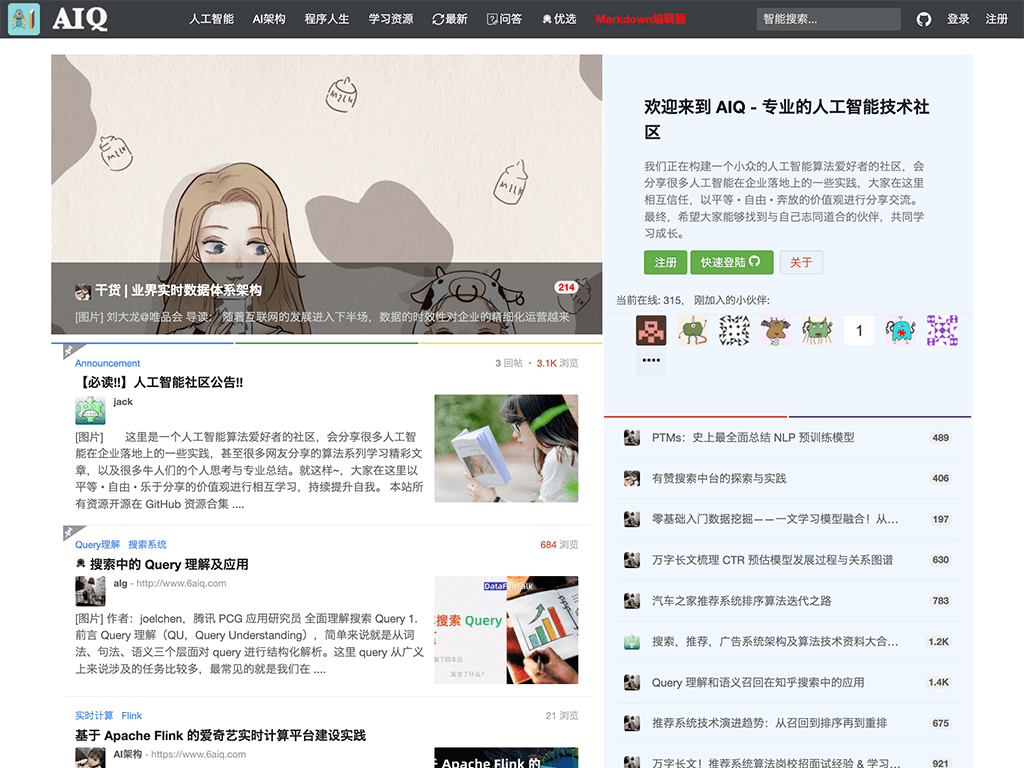 AIQ
人工智能 AI架构 程序人生 学习资源 最新 问答 优选 Markdown编辑器 智能搜索... 登录 注册
MILK
MILK
MILK
干货 | 业界实时数据体系架构 214
[图片] 刘大龙@唯品会 导读： 随着互联网的发展进入下半场，数据的时效性对企业的精细化运营越来
Announcement 3 回帖 · 3.1K 浏览
【必读!!】人工智能社区公告!!
jack
[图片] 这里是一个人工智能算法爱好者的社区，会分享很多人工智
能在企业落地上的一些实践，甚至很多网友分享的算法系列学习精彩文
章，以及很多牛人们的个人思考与专业总结。就这样~，大家在这里以
平等 · 自由 · 乐于分享的价值观进行相互学习，持续提升自我。 本站所
有资源开源在 GitHub 资源合集 ....
Query理解 搜索系统 684 浏览
搜索中的 Query 理解及应用
alg - http://www.6aiq.com
[图片] 作者：joelchen，腾讯 PCG 应用研究员 全面理解搜索 Query 1.
前言 Query 理解（QU，Query Understanding），简单来说就是从词
法、句法、语义三个层面对 query 进行结构化解析。这里 query 从广义
上来说涉及的任务比较多，最常见的就是我们在 ....
搜索 Query
接下回车后
发生了什么?
实时计算 Flink 21 浏览
基于 Apache Flink 的爱奇艺实时计算平台建设实践
AI架构 - https://www.6aiq.com
Apache Flink 的
欢迎来到 AIQ - 专业的人工智能技术社
区
我们正在构建一个小众的人工智能算法爱好者的社区，会
分享很多人工智能在企业落地上的一些实践，大家在这里
相互信任，以平等 · 自由 · 奔放的价值观进行分享交流。
最终，希望大家能够找到与自己志同道合的伙伴，共同学
习成长。
注册 快速登陆 关于
当前在线: 315， 刚加入的小伙伴:
1
....
PTMs：史上最全面总结 NLP 预训练模型 489
有赞搜索中台的探索与实践 406
零基础入门数据挖掘——一文学习模型融合！从... 197
万字长文梳理 CTR 预估模型发展过程与关系图谱 630
汽车之家推荐系统排序算法迭代之路 783
搜索，推荐，广告系统架构及算法技术资料大合... 1.2K
Query 理解和语义召回在知乎搜索中的应用 1.4K
推荐系统技术演进趋势：从召回到排序再到重排 675
万字长文！推荐系统算法岗校招面试经验 & 学习... 921